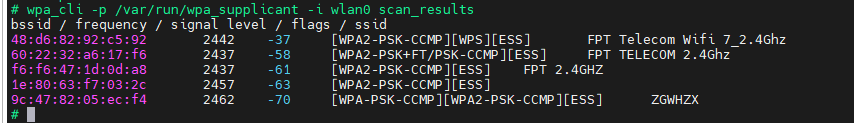 # wpa_cli -p /var/run/wpa_supplicant -i wlan0 scan_results
bssid / frequency / signal level / flags / ssid
48:d6:82:92:c5:92 2442 -37 [WPA2-PSK-CCMP][WPS][ESS] FPT Telecom Wifi 7_2.4Ghz
60:22:32:a6:17:f6 2437 -58 [WPA2-PSK+FT/PSK-CCMP][ESS] FPT TELECOM 2.4GHz
f6:f6:47:1d:0d:a8 2437 -61 [WPA2-PSK-CCMP][ESS] FPT 2.4GHZ
1e:80:63:f7:03:2c 2457 -63 [WPA2-PSK-CCMP][ESS]
9c:47:82:05:ec:f4 2462 -70 [WPA-PSK-CCMP][WPA2-PSK-CCMP][ESS] ZGWHZX
#